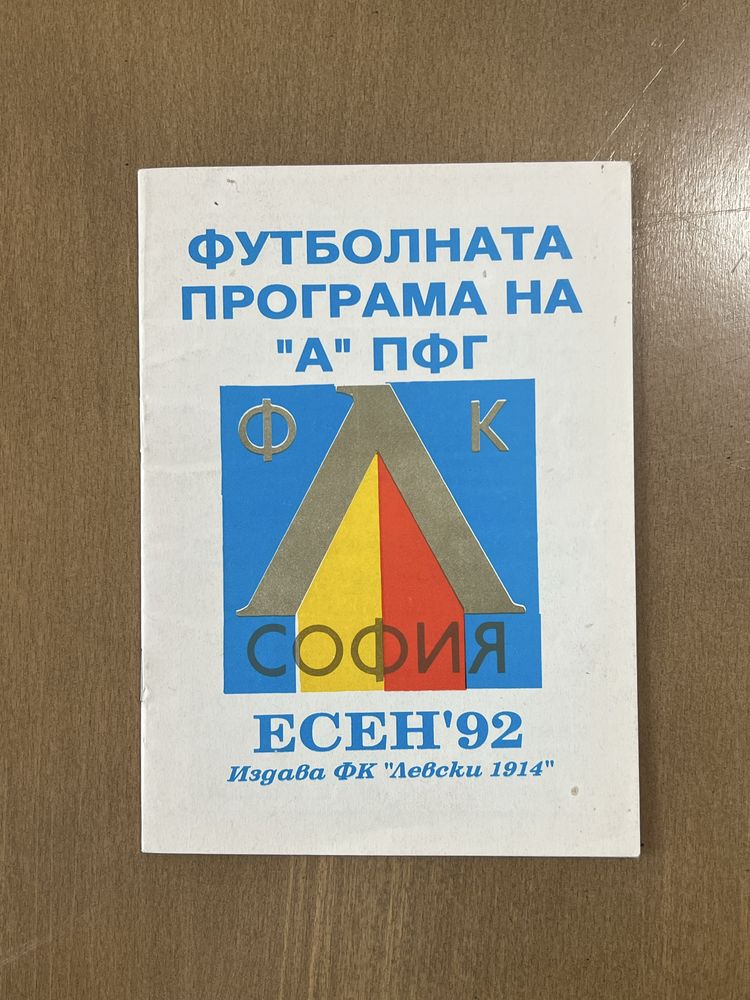 ФУТБОЛНАТА
ПРОГРАМА НА
"А" ПФГ
Ф Л К
СОФИЯ
ЕСЕН'92
Издава ФК "Левски 1914"